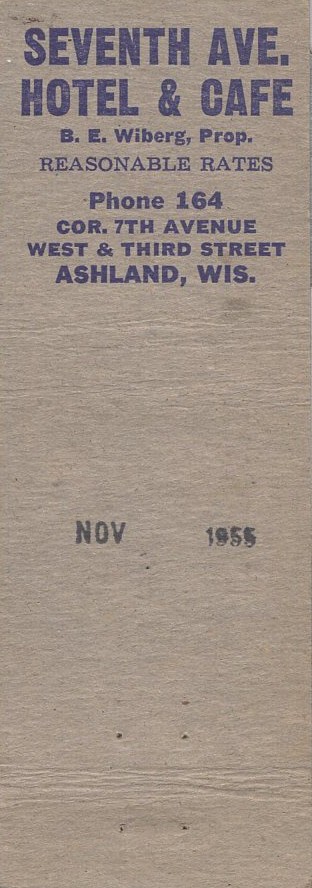 SEVENTH AVE.
HOTEL & CAFE
B. E. Wiberg, Prop.
REASONABLE RATES
Phone 164
COR. 7TH AVENUE
WEST & THIRD STREET
ASHLAND, WIS.
NOV 1955